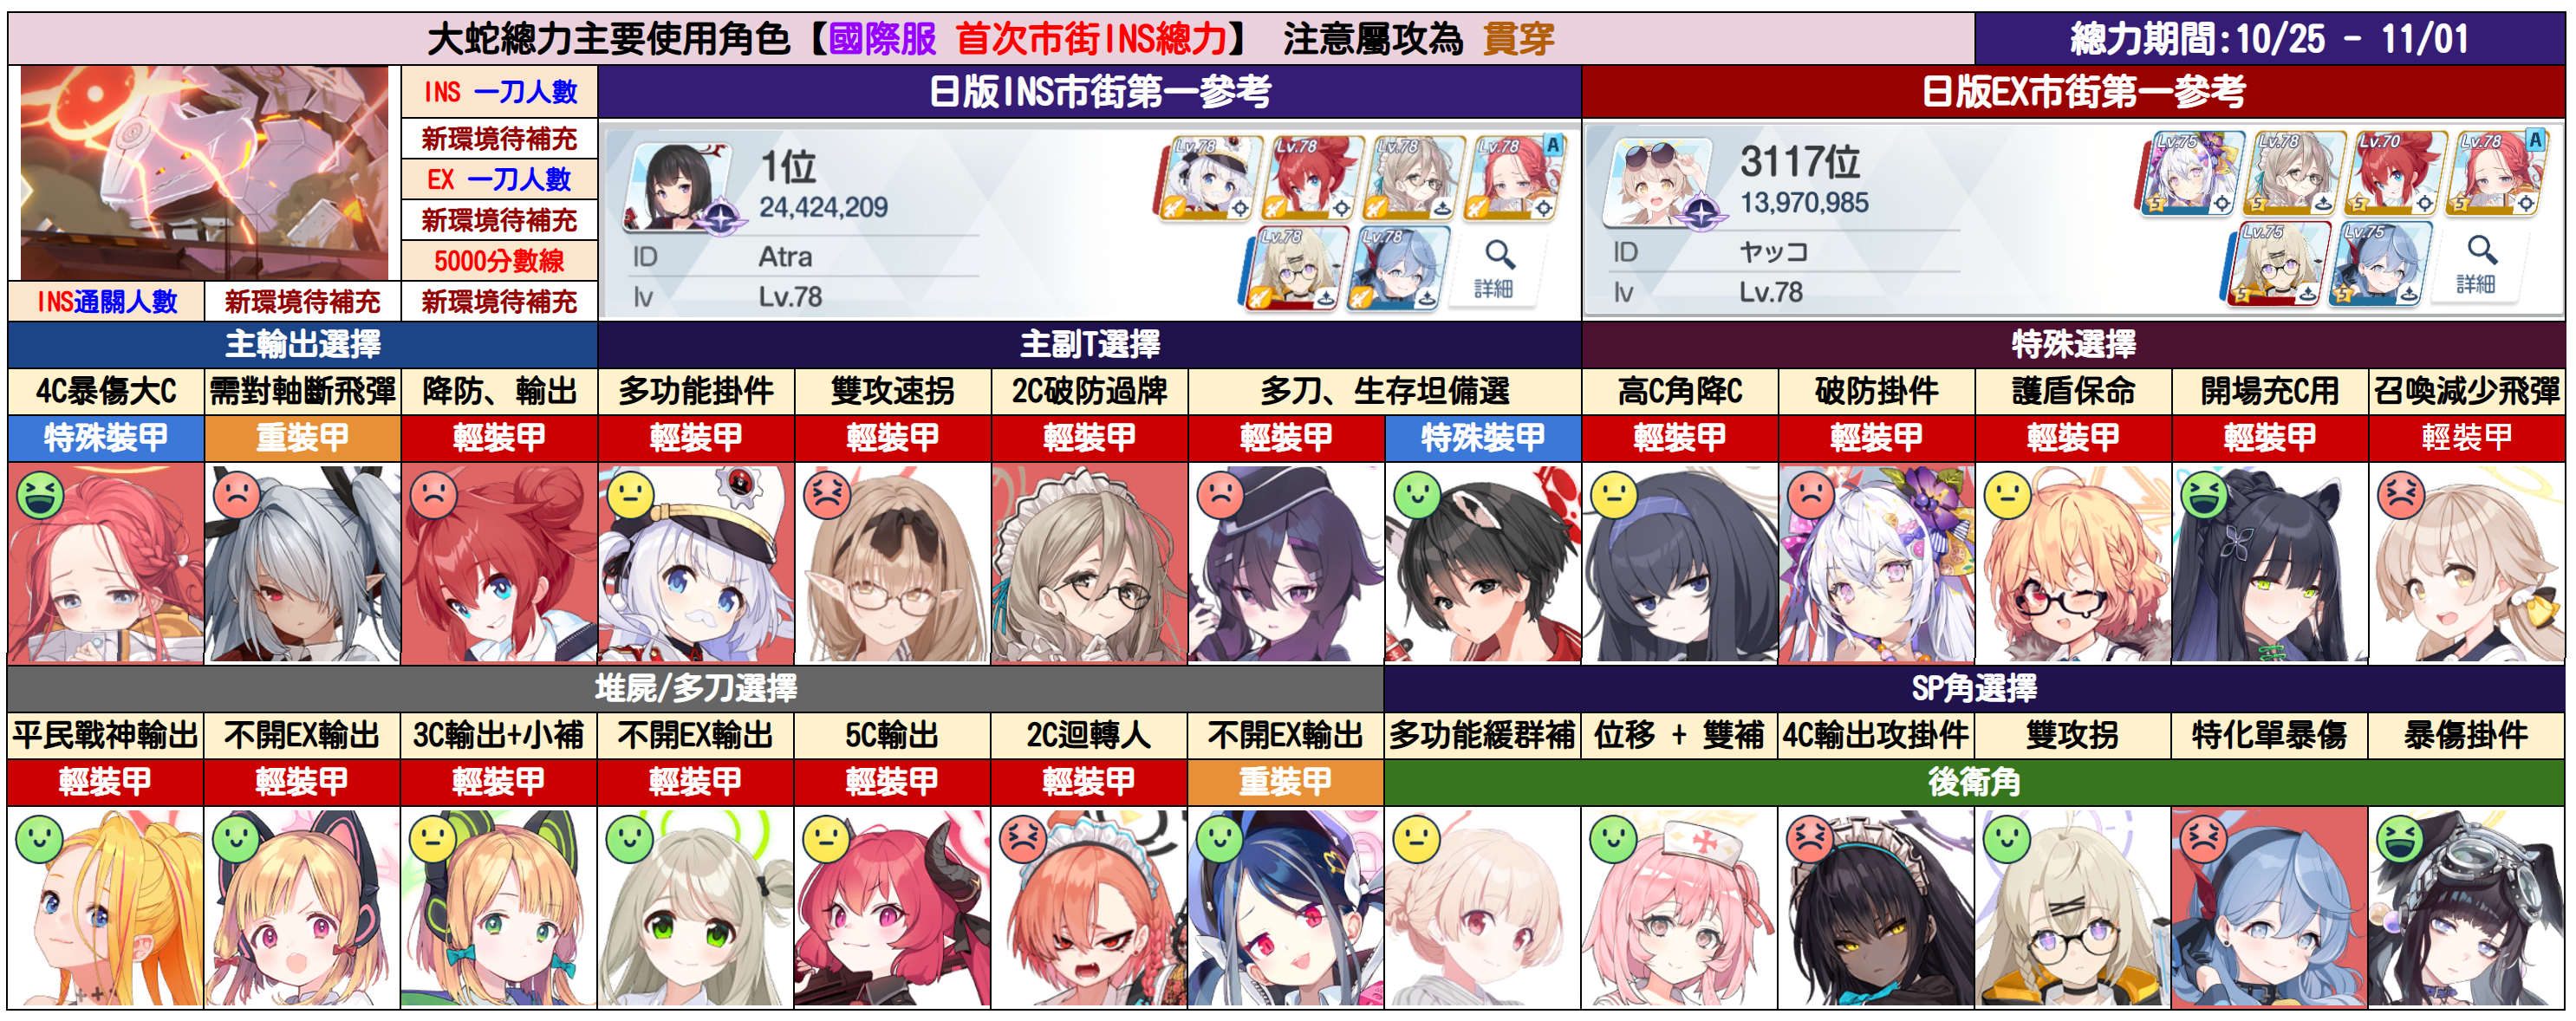 大蛇總力主要使用角色【國際服 首次市街INS總力】 注意屬攻為 貫穿
總力期間:10/25 - 11/01
INS 一刀人數
日版INS市街第一參考
日版EX市街第一參考
新環境待補充
EX 一刀人數
新環境待補充
5000分數線
INS通關人數
新環境待補充
新環境待補充
1位
24,424,209
ID
Atra
lv
Lv.78
Lv.78
Lv.78
Lv.78
Lv.78
A
Lv.78
Lv.78
詳細
3117位
13,970,985
ID
ヤッコ
lv
Lv.78
Lv.75
Lv.78
Lv.70
Lv.78
A
5
5
5
5
Lv.75
Lv.75
5
5
詳細
主輸出選擇
主副T選擇
特殊選擇
4C暴傷大C
需對軸斷飛彈
降防、輸出
多功能掛件
雙攻速拐
2C破防過牌
多刀、生存坦備選
高C角降C
破防掛件
護盾保命
開場充C用
召喚減少飛彈
特殊裝甲
重裝甲
輕裝甲
輕裝甲
輕裝甲
輕裝甲
輕裝甲
特殊裝甲
輕裝甲
輕裝甲
輕裝甲
輕裝甲
輕裝甲
堆屍/多刀選擇
SP角選擇
平民戰神輸出
不開EX輸出
3C輸出+小補
不開EX輸出
5C輸出
2C迴轉人
不開EX輸出
多功能緩群補
位移 + 雙補
4C輸出攻掛件
雙攻拐
特化單暴傷
暴傷掛件
輕裝甲
輕裝甲
輕裝甲
輕裝甲
輕裝甲
輕裝甲
重裝甲
後衛角